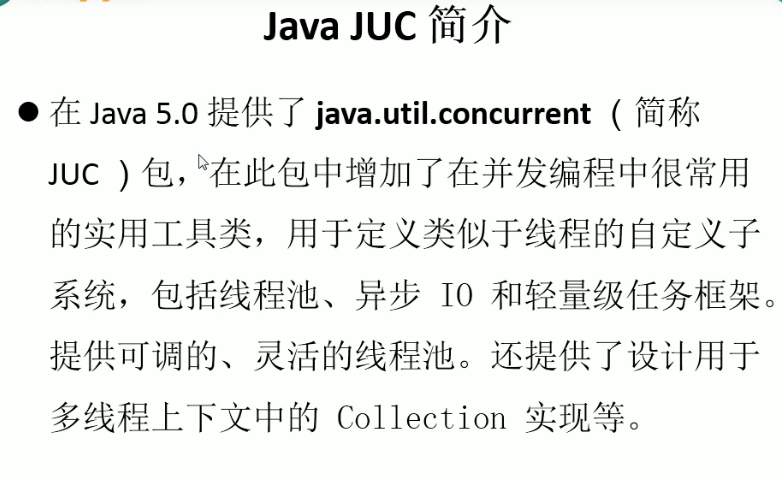 Java JUC 简介
● 在 Java 5.0 提供了 java.util.concurrent （简称
JUC ）包，在此包中增加了在并发编程中很常用
的实用工具类，用于定义类似于线程的自定义子
系统，包括线程池、异步 IO 和轻量级任务框架。
提供可调的、灵活的线程池。还提供了设计用于
多线程上下文中的 Collection 实现等。